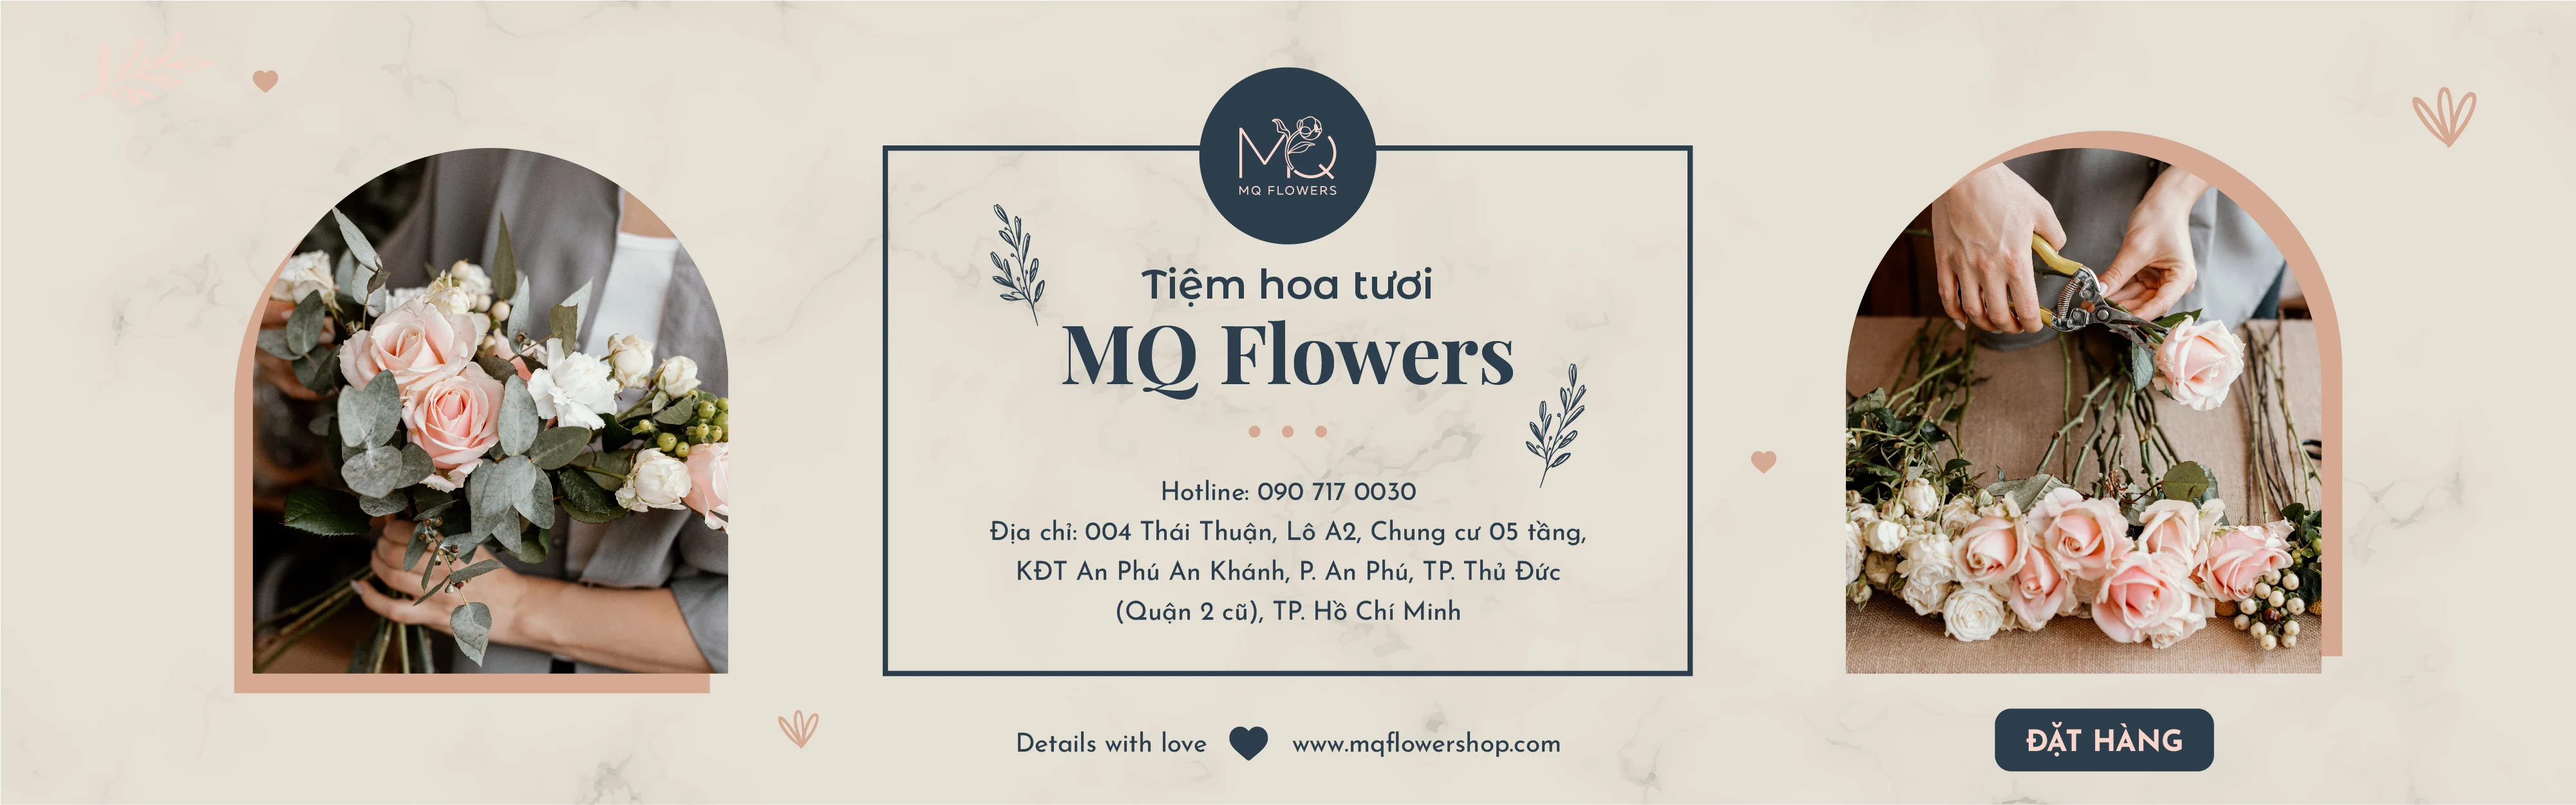 MQ
MQ FLOWERS
Tiệm hoa tươi
MQ Flowers
Hotline: 090 717 0030
Địa chỉ: 004 Thái Thuận, Lô A2, Chung cư 05 tầng,
KĐT An Phú An Khánh, P. An Phú, TP. Thủ Đức
(Quận 2 cũ), TP. Hồ Chí Minh
Details with love
www.mqflowershop.com
ĐẶT HÀNG